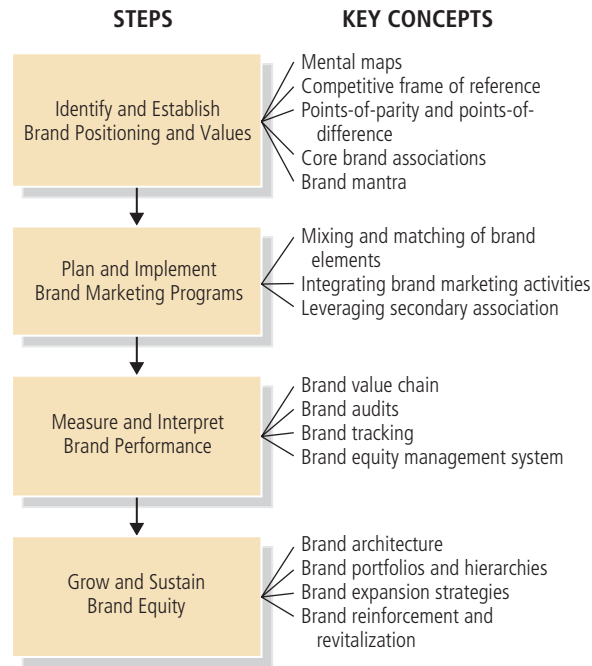 STEPS
KEY CONCEPTS
Identify and Establish
Brand Positioning and Values
Mental maps
Competitive frame of reference
Points-of-parity and points-of-
difference
Core brand associations
Brand mantra
Plan and Implement
Brand Marketing Programs
Mixing and matching of brand
elements
Integrating brand marketing activities
Leveraging secondary association
Measure and Interpret
Brand Performance
Brand value chain
Brand audits
Brand tracking
Brand equity management system
Grow and Sustain
Brand Equity
Brand architecture
Brand portfolios and hierarchies
Brand expansion strategies
Brand reinforcement and
revitalization